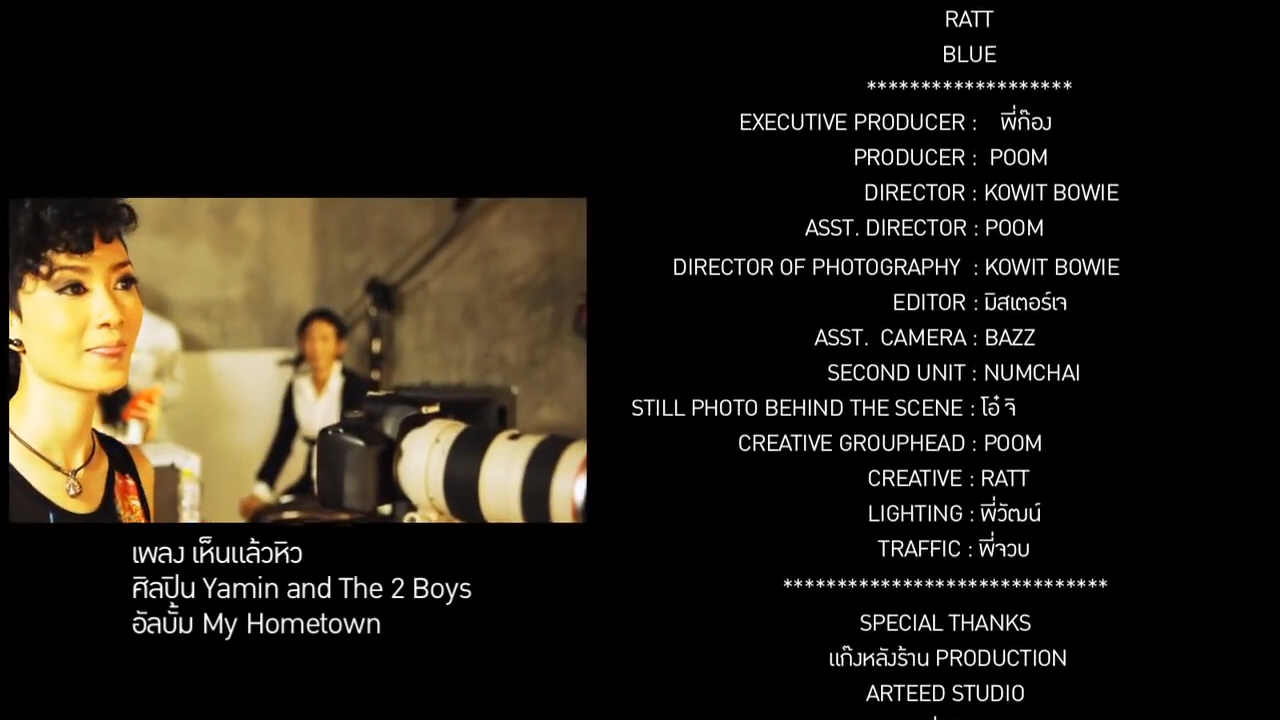 RATT
BLUE
*******************
EXECUTIVE PRODUCER : พี่ก๊อง
PRODUCER : POOM
DIRECTOR : KOWIT BOWIE
ASST. DIRECTOR : POOM
DIRECTOR OF PHOTOGRAPHY : KOWIT BOWIE
EDITOR : มิสเตอร์เจ
ASST. CAMERA : BAZZ
SECOND UNIT : NUMCHAI
STILL PHOTO BEHIND THE SCENE : โอ๋ จิ
CREATIVE GROUPHEAD : POOM
CREATIVE : RATT
LIGHTING : พี่วัฒน์
TRAFFIC : พี่จวบ
******************************
SPECIAL THANKS
แก๊งหลังร้าน PRODUCTION
ARTEED STUDIO
เพลง เห็นแล้วหิว
ศิลปิน Yamin and The 2 Boys
อัลบั้ม My Hometown